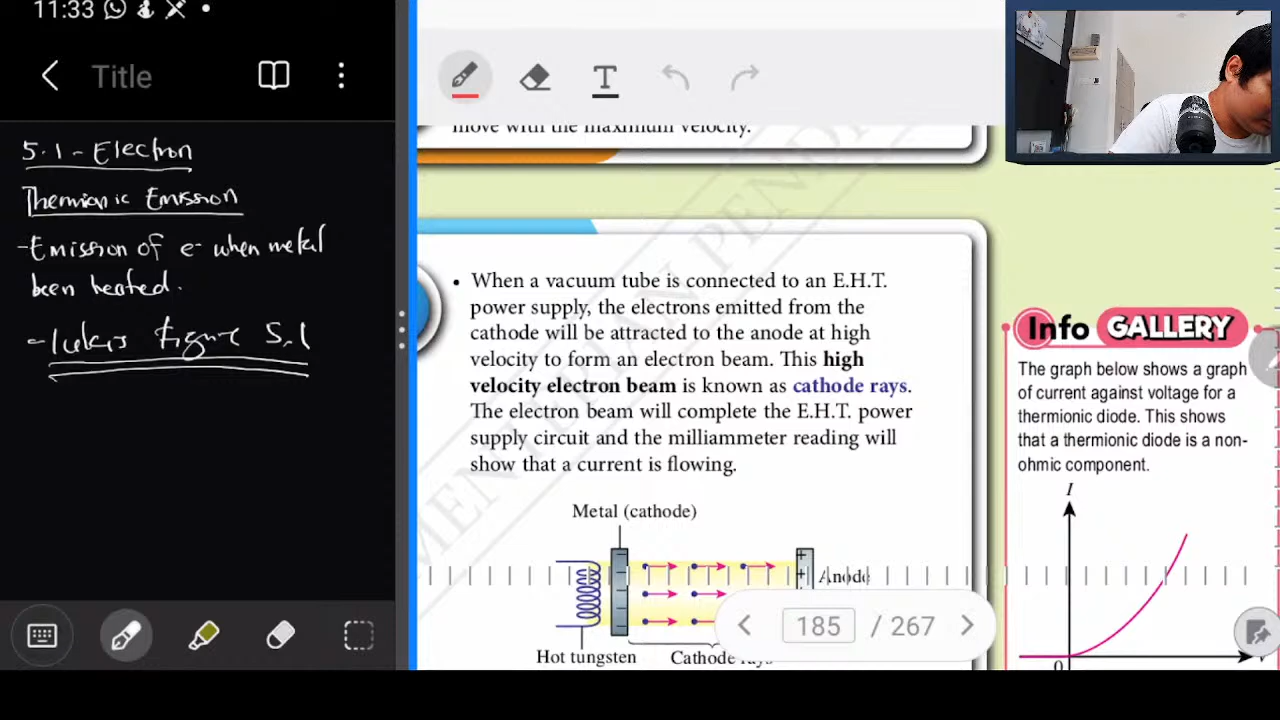 11:33
Title
5.1 - Electron
Thermionic Emission
- Emission of e- when metal
been heated.
- lukis figure 5.1
move with the maximum velocity.
• When a vacuum tube is connected to an E.H.T.
power supply, the electrons emitted from the
cathode will be attracted to the anode at high
velocity to form an electron beam. This high
velocity electron beam is known as cathode rays.
The electron beam will complete the E.H.T. power
supply circuit and the milliammeter reading will
show that a current is flowing.
Metal (cathode)
Anode
Hot tungsten
Cathode rays
185 / 267
Info GALLERY
The graph below shows a graph
of current against voltage for a
thermionic diode. This shows
that a thermionic diode is a non-
ohmic component.
I
0